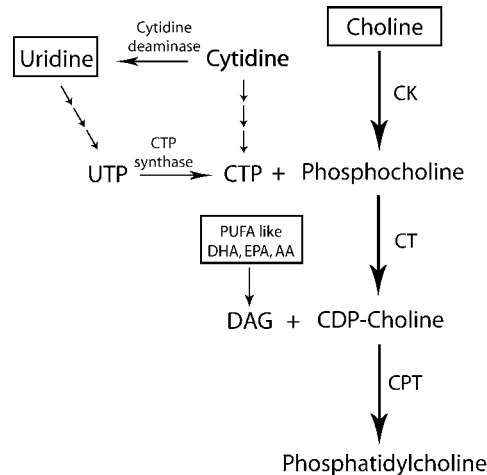 Cytidine
deaminase
Choline
Uridine
Cytidine
CK
CTP
synthase
UTP
CTP + Phosphocholine
PUFA like
DHA, EPA, AA
CT
DAG + CDP-Choline
CPT
Phosphatidylcholine